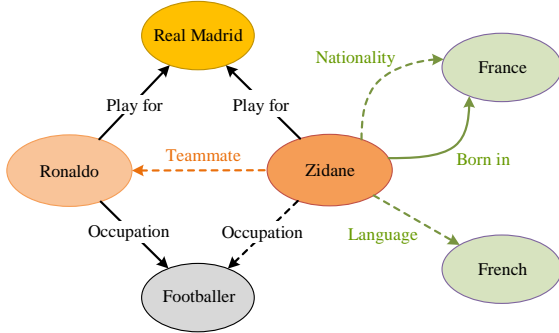 Real Madrid
Nationality
France
Play for
Play for
Teammate
Born in
Ronaldo
Zidane
Occupation
Occupation
Language
Footballer
French